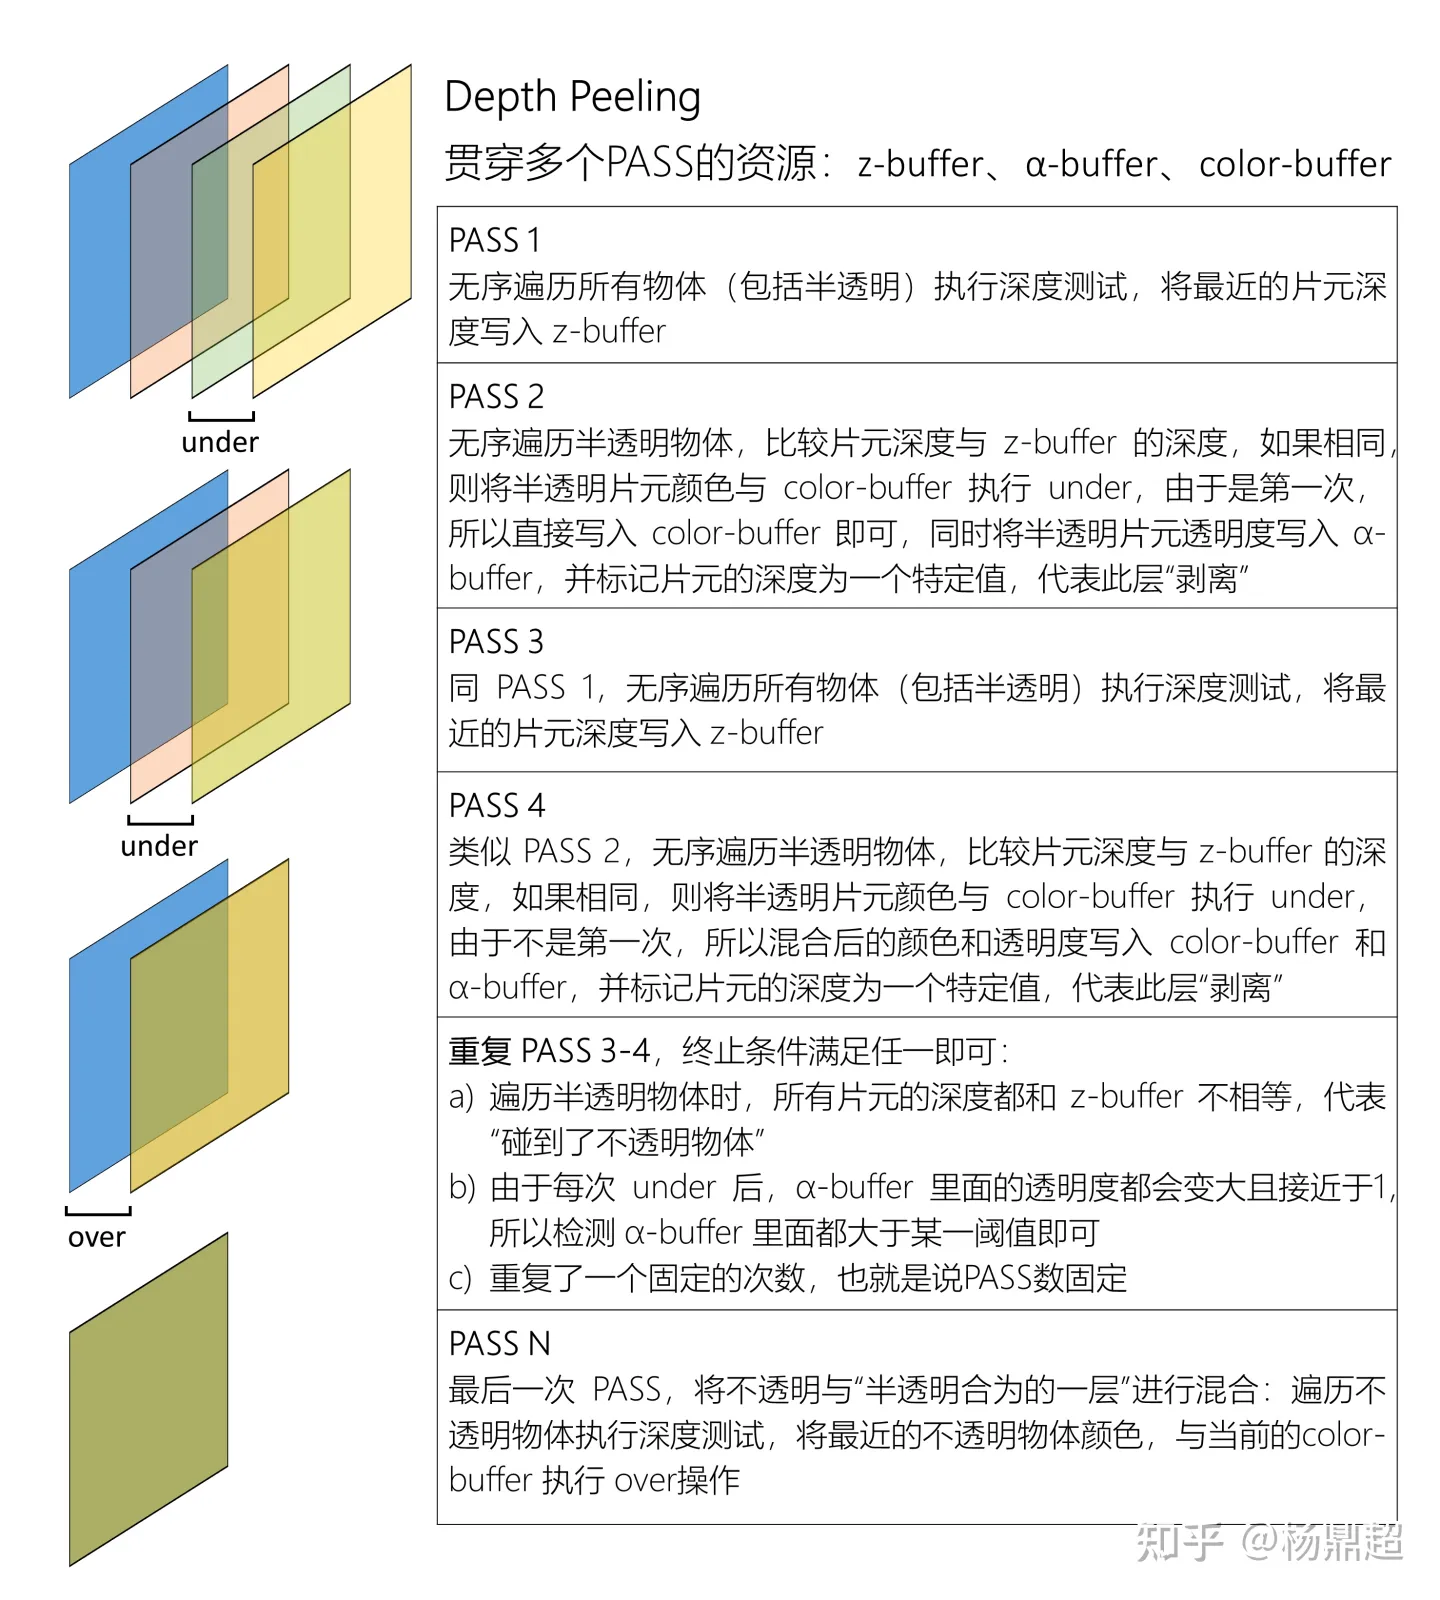 Depth Peeling
贯穿多个PASS的资源：z-buffer、α-buffer、color-buffer
PASS 1
无序遍历所有物体（包括半透明）执行深度测试，将最近的片元深
度写入 z-buffer
under
PASS 2
无序遍历半透明物体，比较片元深度与 z-buffer 的深度，如果相同，
则将半透明片元颜色与 color-buffer 执行 under，由于是第一次，
所以直接写入 color-buffer 即可，同时将半透明片元透明度写入 α-
buffer，并标记片元的深度为一个特定值，代表此层“剥离”
PASS 3
同 PASS 1，无序遍历所有物体（包括半透明）执行深度测试，将最
近的片元深度写入 z-buffer
under
PASS 4
类似 PASS 2，无序遍历半透明物体，比较片元深度与 z-buffer 的深
度，如果相同，则将半透明片元颜色与 color-buffer 执行 under，
由于不是第一次，所以混合后的颜色和透明度写入 color-buffer 和
α-buffer，并标记片元的深度为一个特定值，代表此层“剥离”
重复 PASS 3-4，终止条件满足任一即可：
a) 遍历半透明物体时，所有片元的深度都和 z-buffer 不相等，代表
“碰到了不透明物体”
b) 由于每次 under 后，α-buffer 里面的透明度都会变大且接近于1，
所以检测 α-buffer 里面都大于某一阈值即可
c) 重复了一个固定的次数，也就是说PASS数固定
over
PASS N
最后一次 PASS，将不透明与“半透明合为的一层”进行混合：遍历不
透明物体执行深度测试，将最近的不透明物体颜色，与当前的color-
buffer 执行 over操作
知乎 @杨鼎超